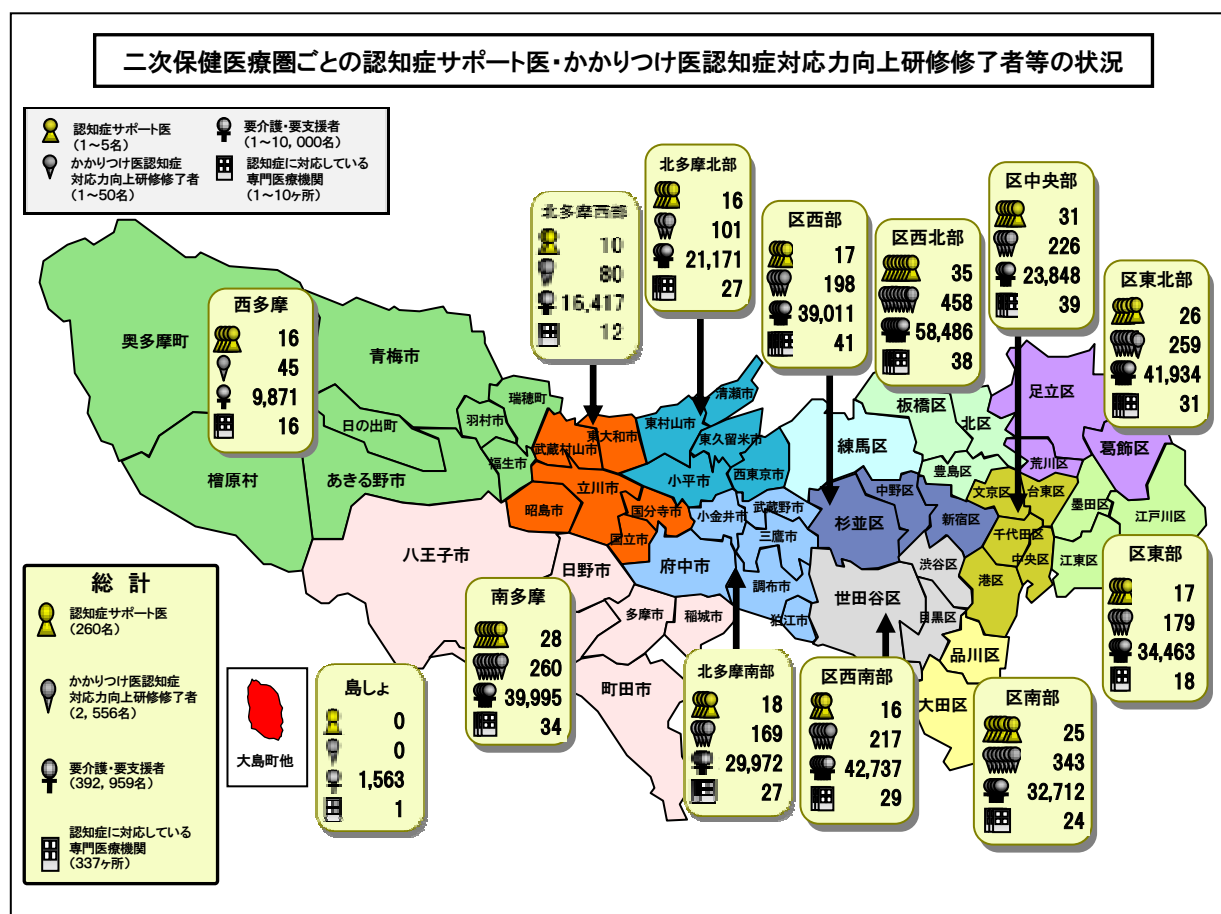 二次保健医療圏ごとの認知症サポート医・かかりつけ医認知症対応力向上研修修了者等の状況
認知症サポート医
(1～5名)
かかりつけ医認知症
対応力向上研修修了者
(1～50名)
要介護・要支援者
(1～10,000名)
認知症に対応している
専門医療機関
(1～10ヶ所)
北多摩西部
10
80
16,417
12
北多摩北部
16
101
21,171
27
区西部
17
198
39,011
41
区西北部
35
458
58,486
38
区中央部
31
226
23,848
39
区東北部
26
259
41,934
31
西多摩
16
45
9,871
16
奥多摩町
青梅市
瑞穂町
羽村市
日の出町
福生市
檜原村
あきる野市
武蔵村山市
東大和市
東村山市
清瀬市
東久留米市
小平市
西東京市
立川市
昭島市
国分寺市
国立市
小金井市
武蔵野市
三鷹市
府中市
調布市
狛江市
八王子市
日野市
多摩市
稲城市
町田市
練馬区
板橋区
北区
豊島区
足立区
荒川区
葛飾区
中野区
杉並区
新宿区
文京区
台東区
千代田区
中央区
港区
墨田区
江戸川区
江東区
渋谷区
世田谷区
目黒区
品川区
大田区
総計
認知症サポート医
(260名)
かかりつけ医認知症
対応力向上研修修了者
(2,556名)
要介護・要支援者
(392,959名)
認知症に対応している
専門医療機関
(337ヶ所)
大島町他
島しょ
0
0
1,563
1
南多摩
28
260
39,995
34
北多摩南部
18
169
29,972
27
区西南部
16
217
42,737
29
区南部
25
343
32,712
24
区東部
17
179
34,463
18